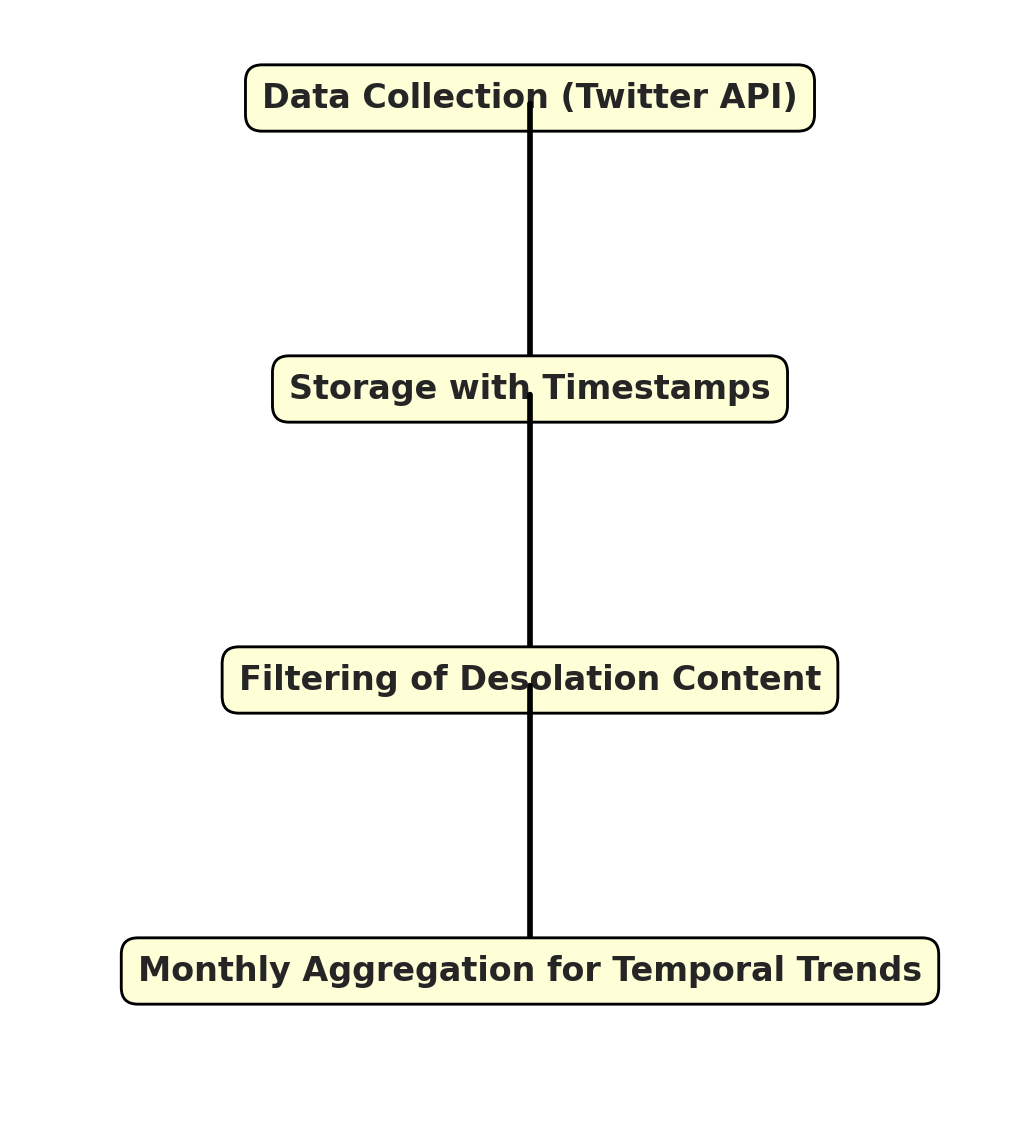 Data Collection (Twitter API)
Storage with Timestamps
Filtering of Desolation Content
Monthly Aggregation for Temporal Trends